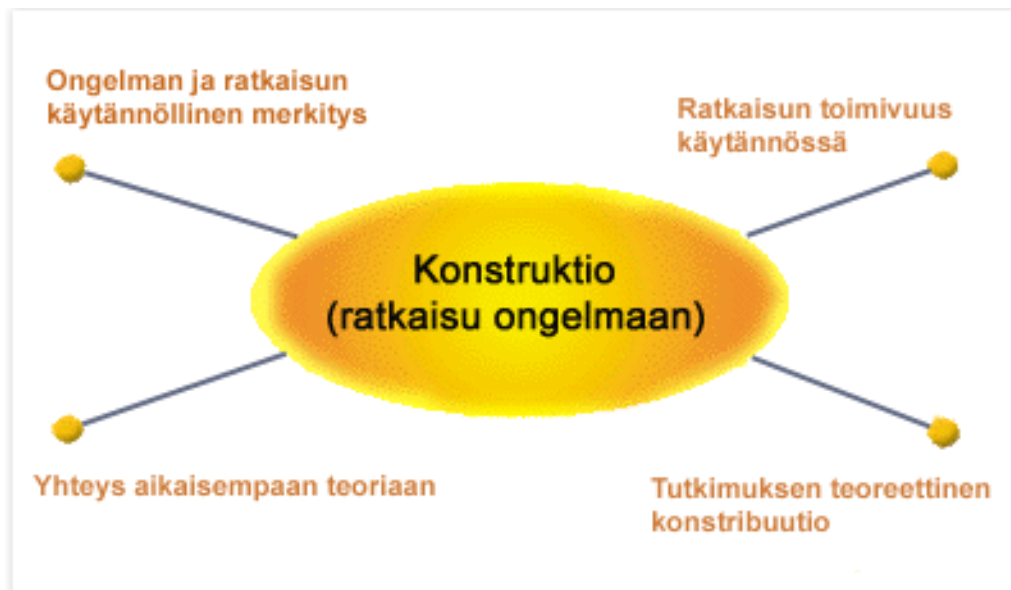 Ongelman ja ratkaisun
käytännöllinen merkitys
Ratkaisun toimivuus
käytännössä
Konstruktio
(ratkaisu ongelmaan)
Yhteys aikaisempaan teoriaan
Tutkimuksen teoreettinen
konstribuutio